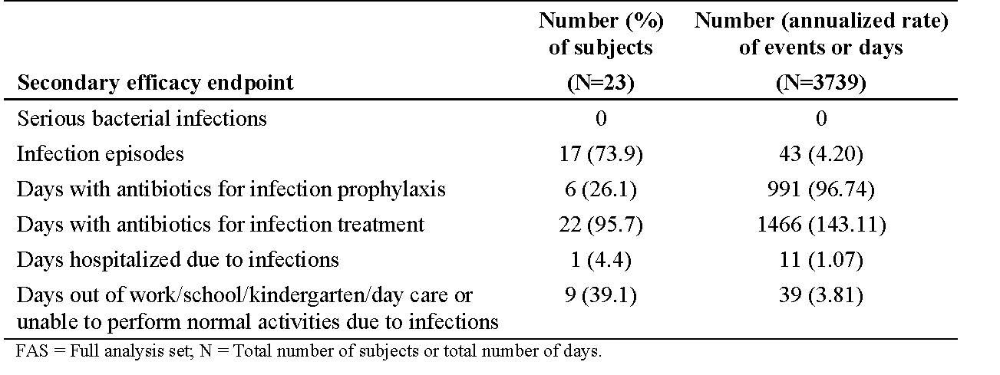 Number (%) Number (annualized rate)
of subjects of events or days
Secondary efficacy endpoint (N=23) (N=3739)
Serious bacterial infections 0 0
Infection episodes 17 (73.9) 43 (4.20)
Days with antibiotics for infection prophylaxis 6 (26.1) 991 (96.74)
Days with antibiotics for infection treatment 22 (95.7) 1466 (143.11)
Days hospitalized due to infections 1 (4.4) 11 (1.07)
Days out of work/school/kindergarten/day care or 9 (39.1) 39 (3.81)
unable to perform normal activities due to infections
FAS = Full analysis set; N = Total number of subjects or total number of days.